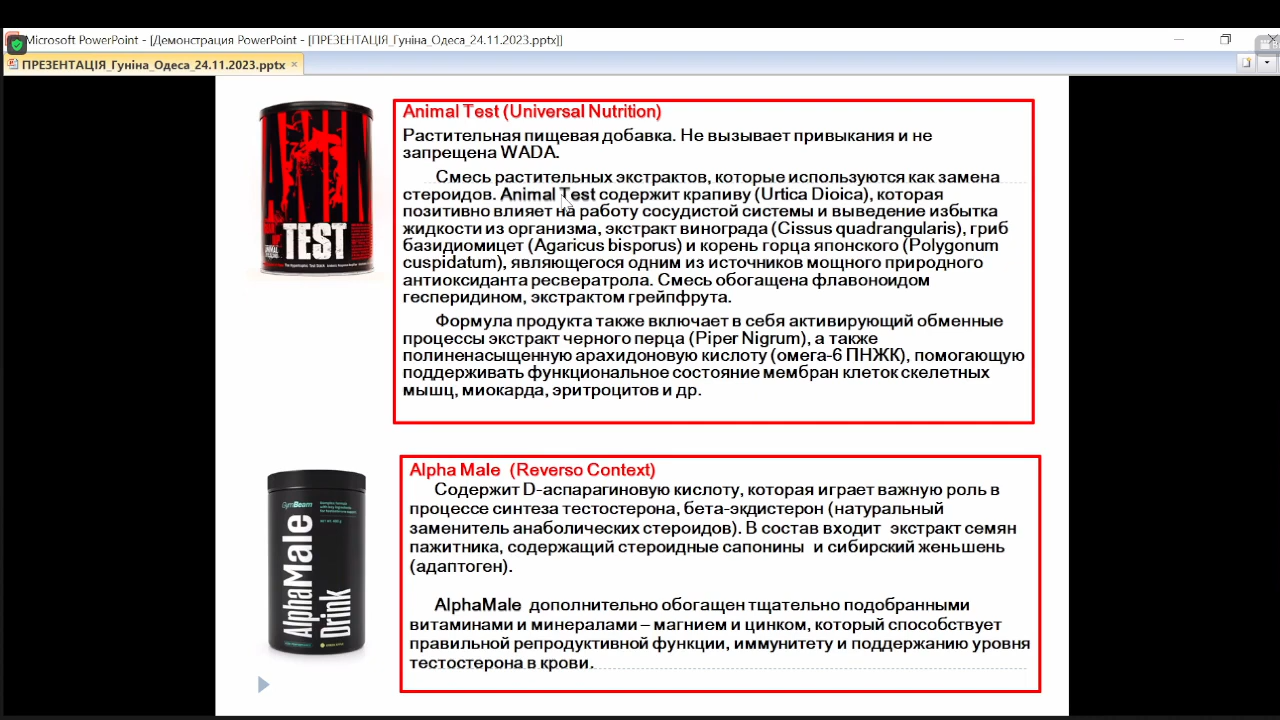 Microsoft PowerPoint - [Демонстрация PowerPoint - [ПРЕЗЕНТАЦІЯ_Гуніна_Одеса_24.11.2023.pptx]]
ПРЕЗЕНТАЦІЯ_Гуніна_Одеса_24.11.2023.pptx
Animal Test (Universal Nutrition)
Растительная пищевая добавка. Не вызывает привыкания и не
запрещена WADA.
Смесь растительных экстрактов, которые используются как замена
стероидов. Animal Test содержит крапиву (Urtica Dioica), которая
позитивно влияет на работу сосудистой системы и выведение избытка
жидкости из организма, экстракт винограда (Cissus quadrangularis), гриб
базидиомицет (Agaricus bisporus) и корень горца японского (Polygonum
cuspidatum), являющегося одним из источников мощного природного
антиоксиданта ресвератрола. Смесь обогащена флавоноидом
гесперидином, экстрактом грейпфрута.
Формула продукта также включает в себя активирующий обменные
процессы экстракт черного перца (Piper Nigrum), а также
полиненасыщенную арахидоновую кислоту (омега-6 ПНЖК), помогающую
поддерживать функциональное состояние мембран клеток скелетных
мышц, миокарда, эритроцитов и др.
TEST
Alpha Male (Reverso Context)
Содержит D-аспарагиновую кислоту, которая играет важную роль в
процессе синтеза тестостерона, бета-экдистерон (натуральный
заменитель анаболических стероидов). В состав входит экстракт семян
пажитника, содержащий стероидные сапонины и сибирский женьшень
(адаптоген).
AlphaMale дополнительно обогащен тщательно подобранными
витаминами и минералами – магнием и цинком, который способствует
правильной репродуктивной функции, иммунитету и поддержанию уровня
тестостерона в крови.
GymBeam
AlphaMale
Drink